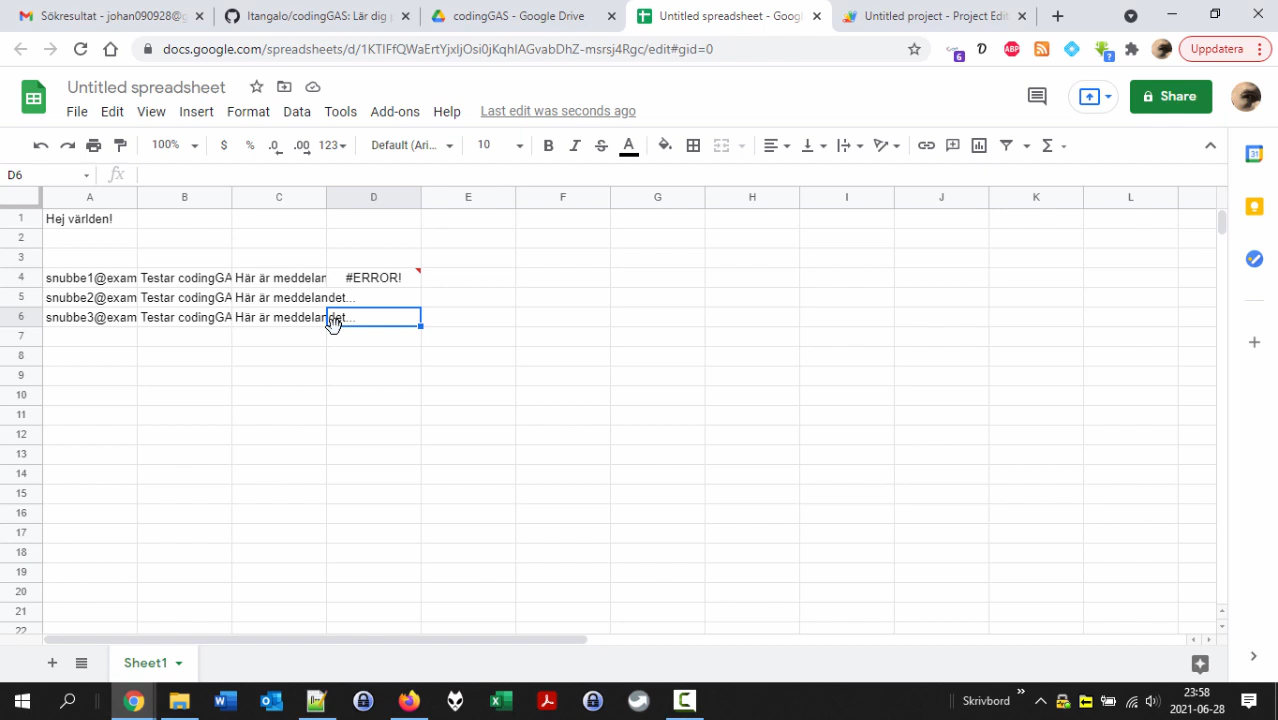 Sökresultat - johan090928@g
Itangalo/codingGAS: Lär dig
codingGAS - Google Drive
Untitled spreadsheet - Goog
Untitled project - Project Edit
docs.google.com/spreadsheets/d/1KTIFfQWaErtYjxIjOsi0jKqhIAGvabDhZ-msrsj4Rgc/edit#gid=0
6
ABP
?
Uppdatera
Untitled spreadsheet
File Edit View Insert Format Data Tools Add-ons Help Last edit was seconds ago
Share
100% $ % .0 .00 123 Default (Ari... 10 B I S A
31
D6 fx
A B C D E F G H I J K L
1 Hej världen!
2
3
4 snubbe1@exam Testar codingGA Här är meddelan #ERROR!
5 snubbe2@exam Testar codingGA Här är meddelandet...
6 snubbe3@exam Testar codingGA Här är meddelandet...
7
8
9
10
11
12
13
14
15
16
17
18
19
20
21
22
Sheet1
Skrivbord
23:58
2021-06-28